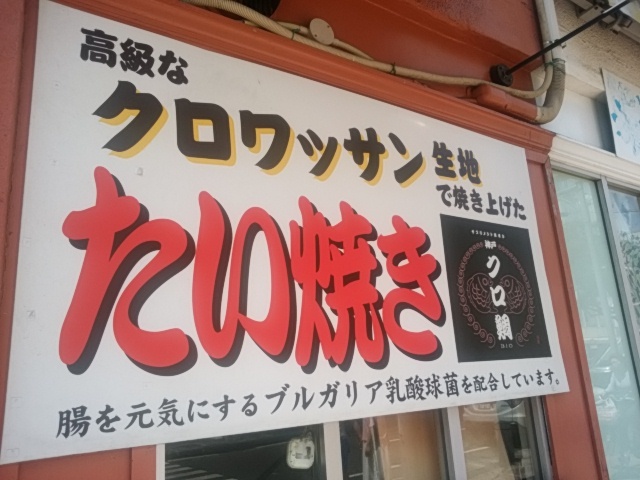 高級な
クロワッサン生地
で焼き上げた
たい焼き
神戸
クロ鯛
腸を元気にするブルガリア乳酸球菌を配合しています。